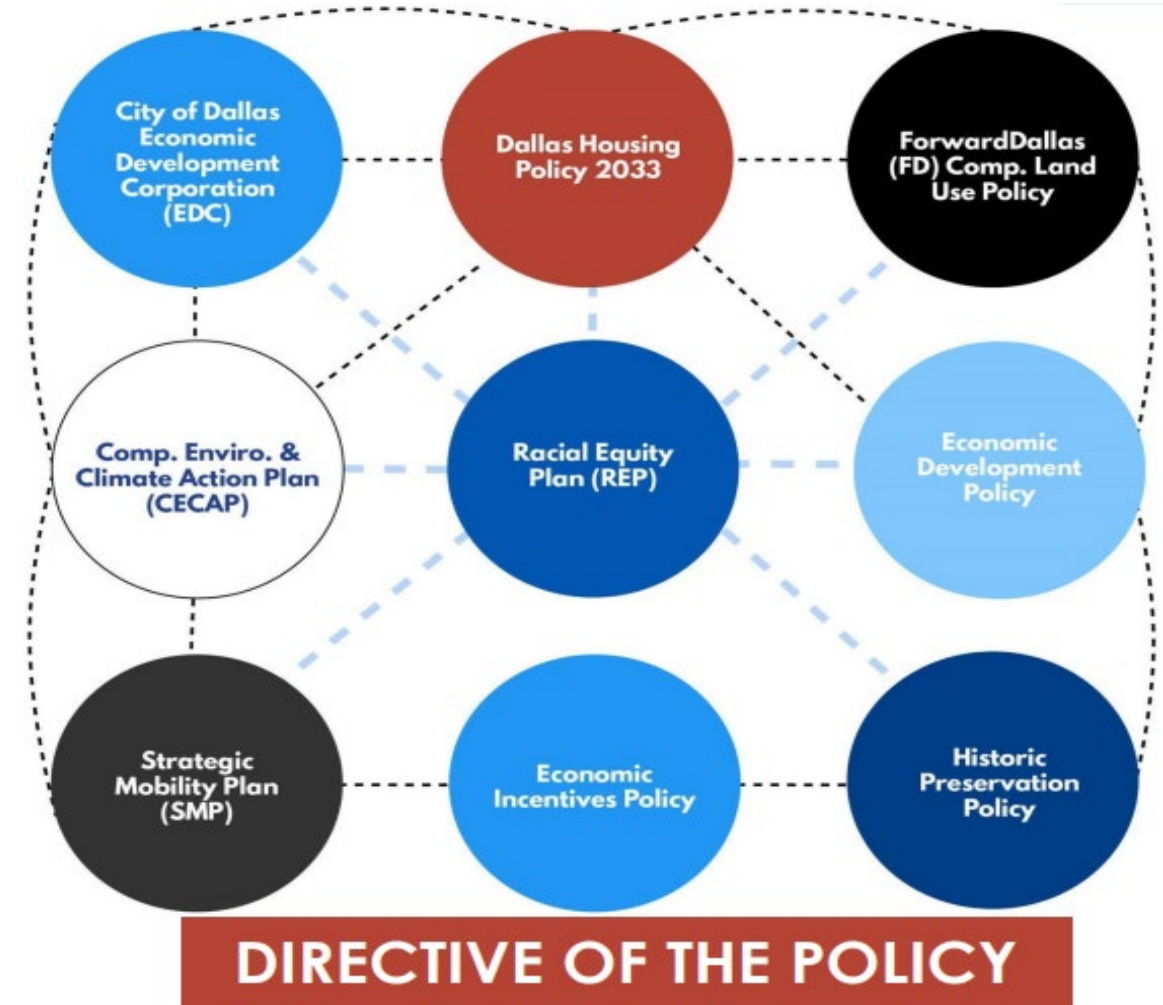 City of Dallas
Economic
Development
Corporation
(EDC)
Dallas Housing
Policy 2033
ForwardDallas
(FD) Comp. Land
Use Policy
Comp. Enviro. &
Climate Action Plan
(CECAP)
Racial Equity
Plan (REP)
Economic
Development
Policy
Strategic
Mobility Plan
(SMP)
Economic
Incentives Policy
Historic
Preservation
Policy
DIRECTIVE OF THE POLICY